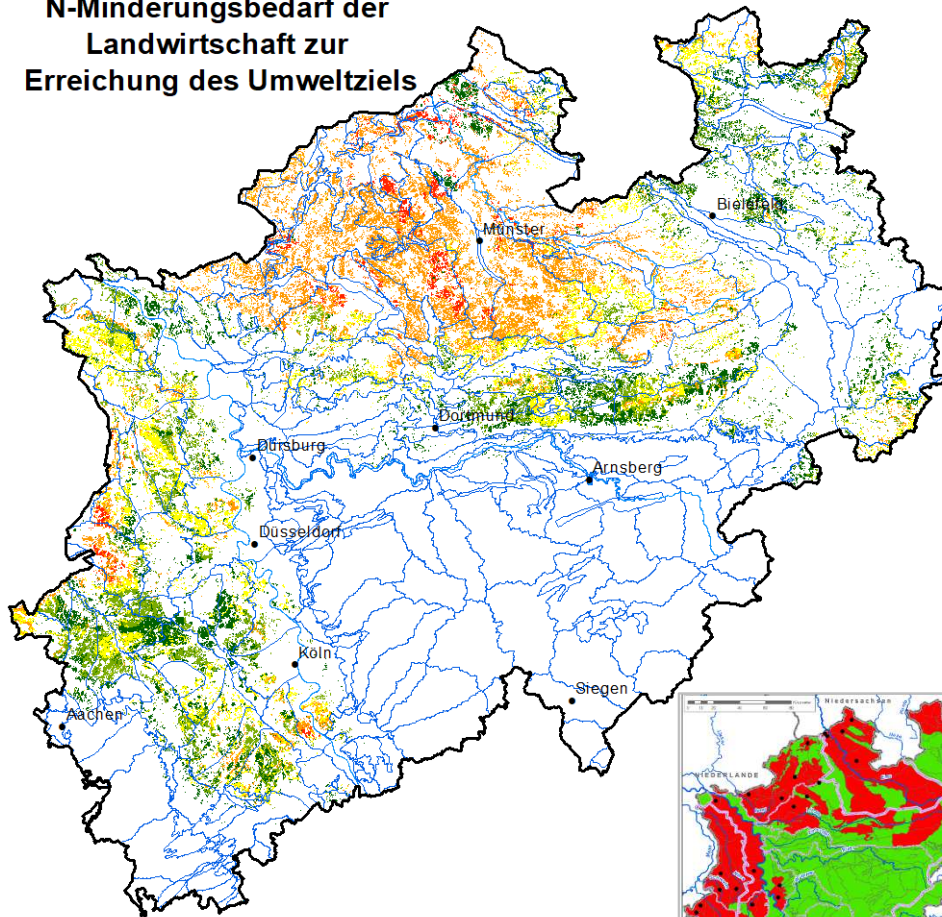 N-Minderungsbedarf der
Landwirtschaft zur
Erreichung des Umweltziels
Bielefeld
Münster
Dortmund
Duisburg
Arnsberg
Düsseldorf
Köln
Siegen
Aachen
Niedersachsen
NIEDERLANDE